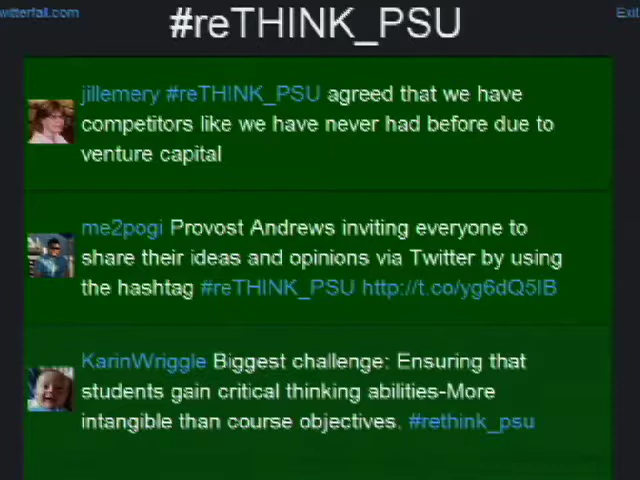 witterfall.com
Exit
#reTHINK_PSU
jillemery #reTHINK_PSU agreed that we have
competitors like we have never had before due to
venture capital
me2pogi Provost Andrews inviting everyone to
share their ideas and opinions via Twitter by using
the hashtag #reTHINK_PSU http://t.co/yg6dQ5IB
KarinWriggle Biggest challenge: Ensuring that
students gain critical thinking abilities-More
intangible than course objectives. #rethink_psu